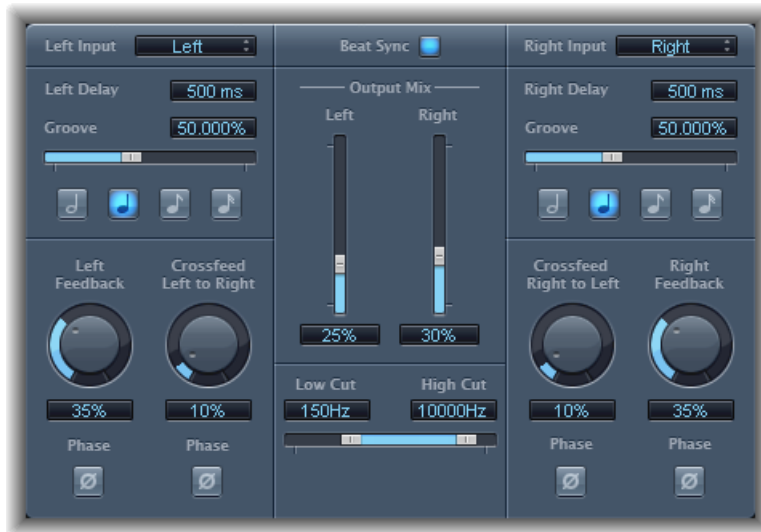 Left Input Left
Beat Sync
Right Input Right
Left Delay 500 ms
Groove 50.000%
Output Mix
Left Right
25% 30%
Right Delay 500 ms
Groove 50.000%
Left Feedback
Crossfeed Left to Right
35% 10%
Phase Phase
Ø Ø
Low Cut High Cut
150Hz 10000Hz
Crossfeed Right to Left
Right Feedback
10% 35%
Phase Phase
Ø Ø